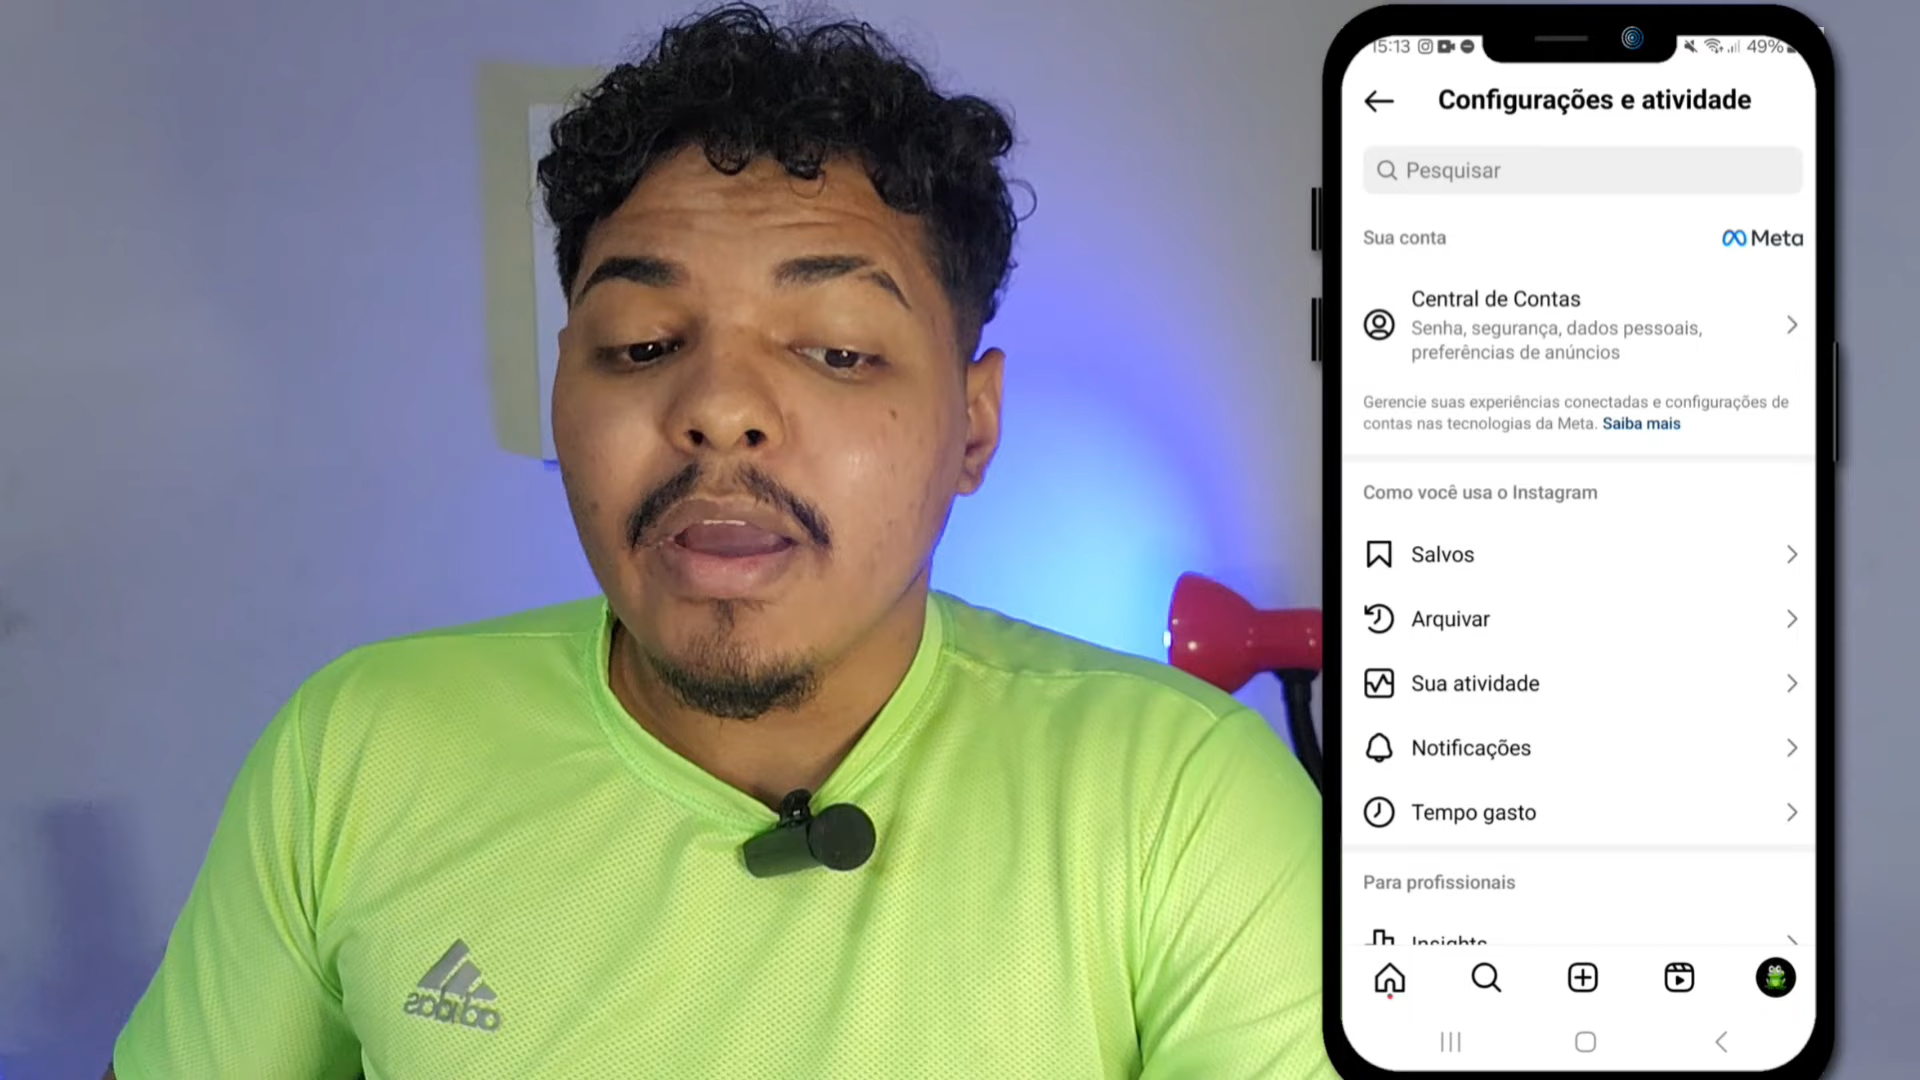 15:13
49%
Configurações e atividade
Pesquisar
Sua conta
Meta
Central de Contas
Senha, segurança, dados pessoais,
preferências de anúncios
Gerencie suas experiências conectadas e configurações de
contas nas tecnologias da Meta. Saiba mais
Como você usa o Instagram
Salvos
Arquivar
Sua atividade
Notificações
Tempo gasto
Para profissionais
Insights
adidas